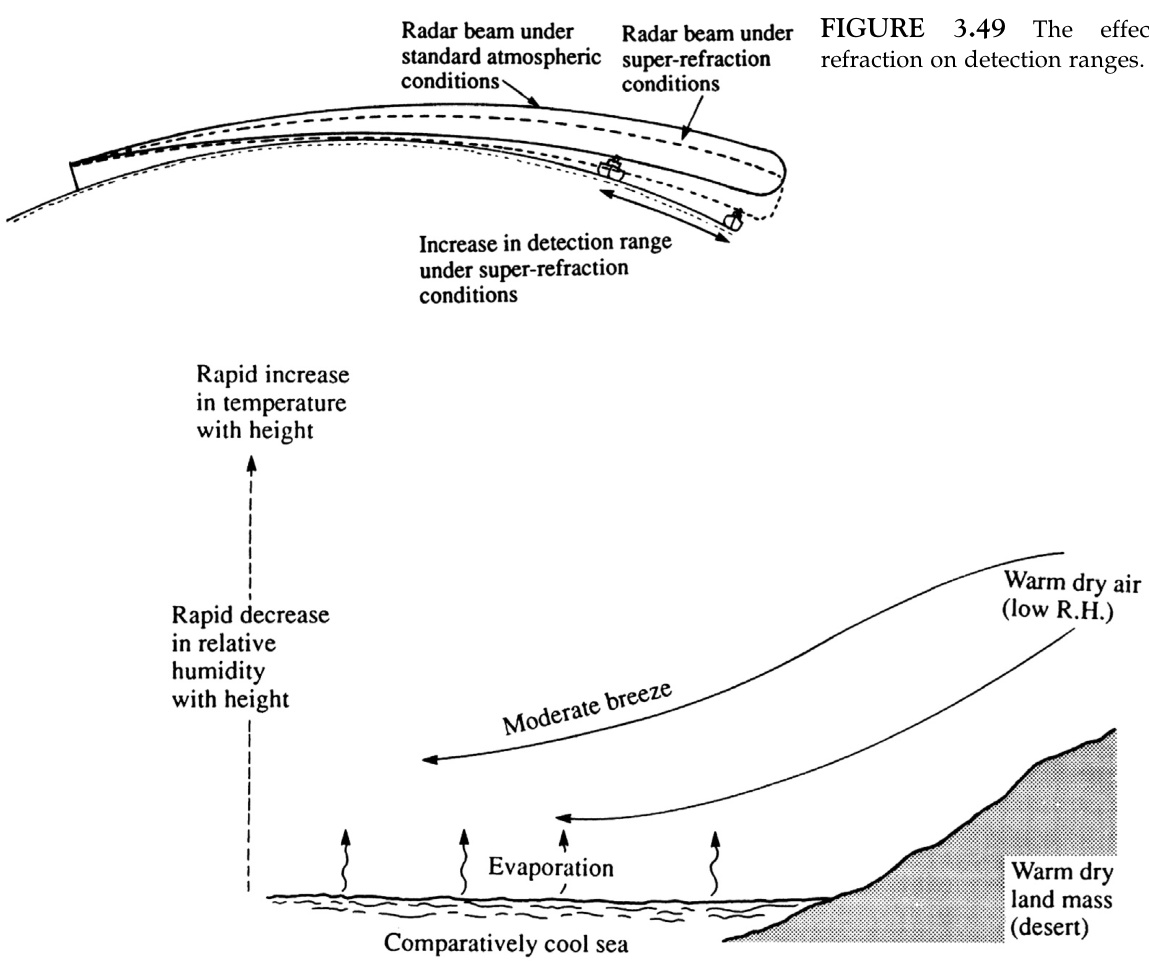 Radar beam under
standard atmospheric
conditions
Radar beam under
super-refraction
conditions
FIGURE 3.49 The effec
refraction on detection ranges.
Increase in detection range
under super-refraction
conditions
Rapid increase
in temperature
with height
Rapid decrease
in relative
humidity
with height
Warm dry air
(low R.H.)
Moderate breeze
Evaporation
Warm dry
land mass
(desert)
Comparatively cool sea